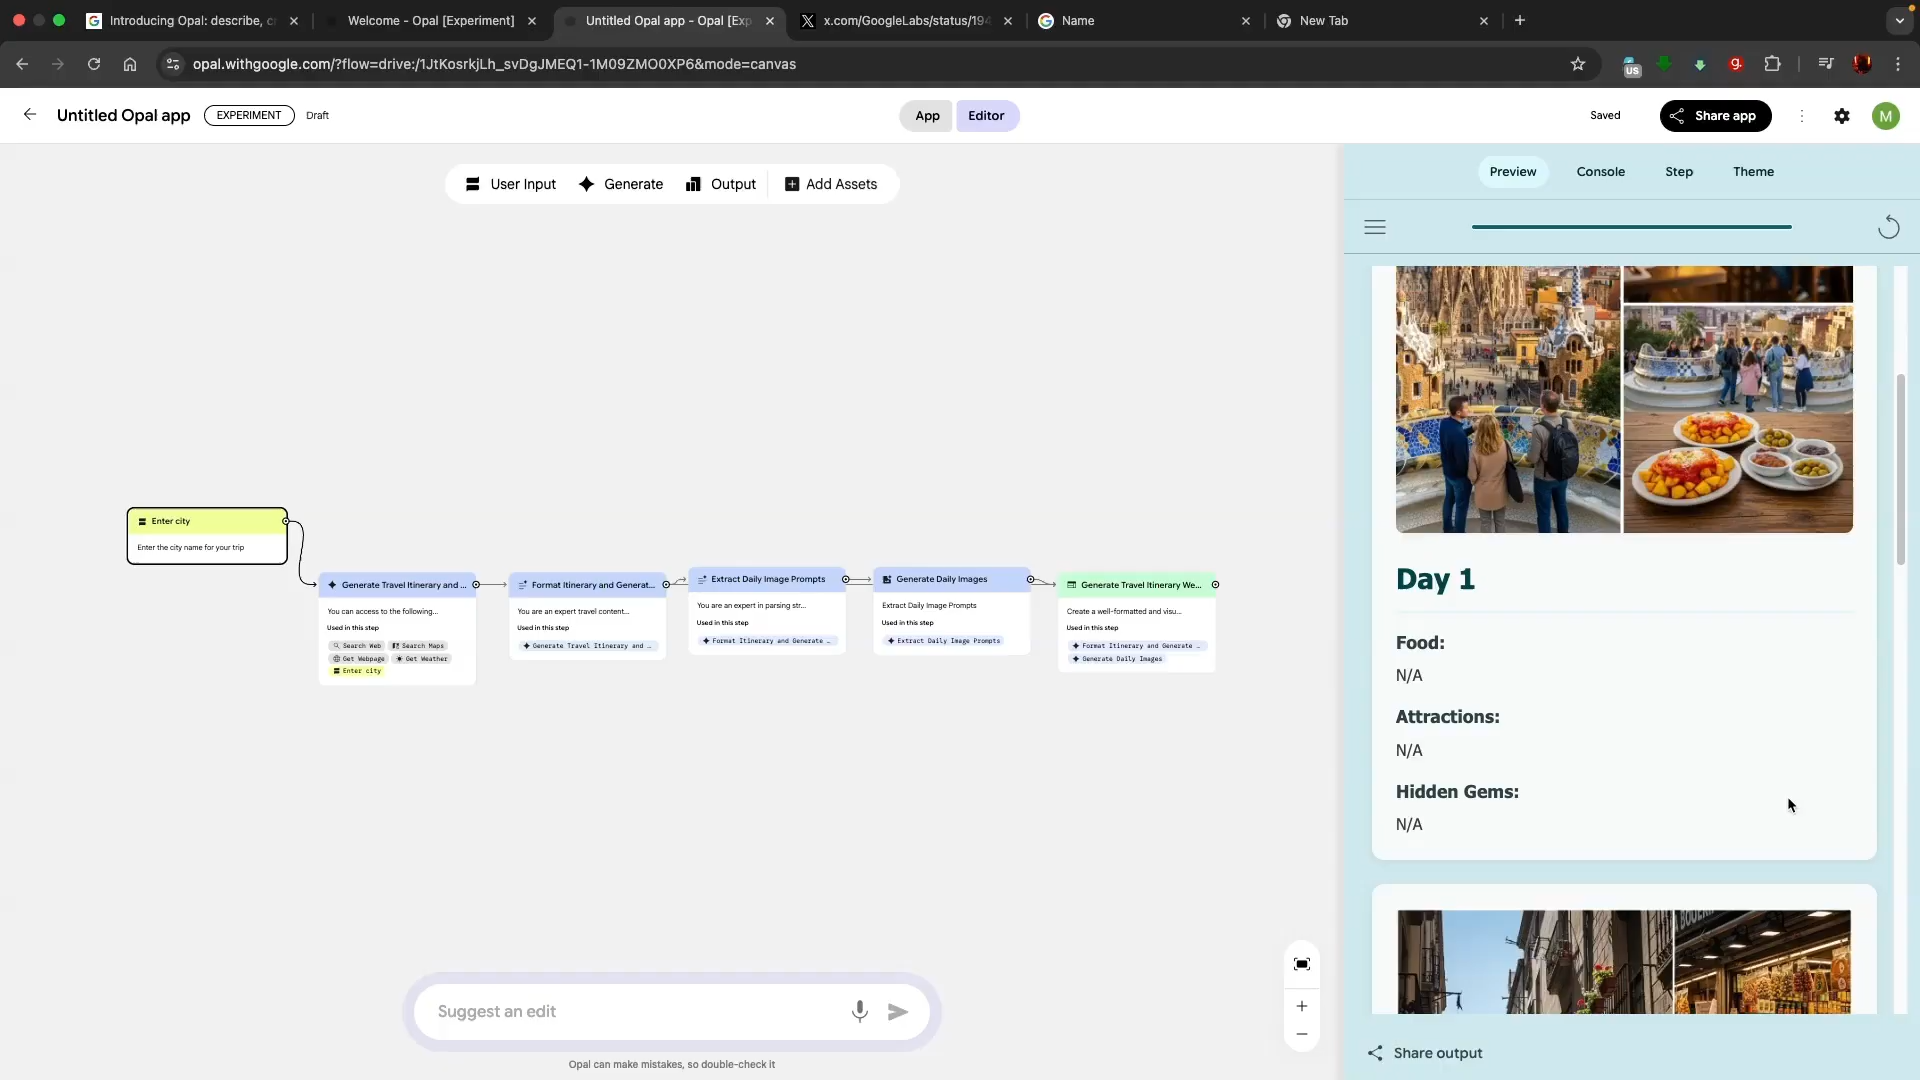 Introducing Opal: describe, cr
Welcome - Opal [Experiment]
Untitled Opal app - Opal [Exp
x.com/GoogleLabs/status/194
Name
New Tab
opal.withgoogle.com/?flow=drive:/1JtKosrkjLh_svDgJMEQ1-1M09ZMO0XP6&mode=canvas
US
g.
Untitled Opal app
EXPERIMENT
Draft
App
Editor
Saved
Share app
M
User Input
Generate
Output
Add Assets
Preview
Console
Step
Theme
Enter city
Enter the city name for your trip
Generate Travel Itinerary and ...
You can access to the following...
Used in this step
Search Web
Search Maps
Get Webpage
Get Weather
Enter city
Format Itinerary and Generat...
You are an expert travel content...
Used in this step
Generate Travel Itinerary and ...
Extract Daily Image Prompts
You are an expert in parsing str...
Used in this step
Format Itinerary and Generate ...
Generate Daily Images
Extract Daily Image Prompts
Used in this step
Extract Daily Image Prompts
Generate Travel Itinerary We...
Create a well-formatted and visu...
Used in this step
Format Itinerary and Generate ...
Generate Daily Images
Day 1
Food:
N/A
Attractions:
N/A
Hidden Gems:
N/A
Suggest an edit
Opal can make mistakes, so double-check it
Share output